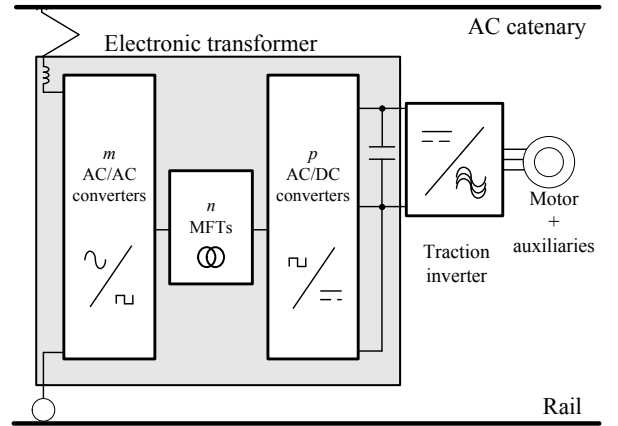 AC catenary
Electronic transformer
m
AC/AC
converters
n
MFTs
p
AC/DC
converters
Traction
inverter
Motor
+
auxiliaries
Rail